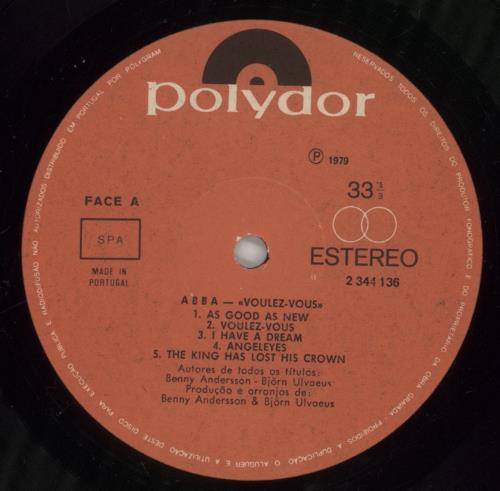 polydor
℗ 1979
FACE A
33 ⅓
SPA
ESTEREO
MADE IN
PORTUGAL
2 344 136
ABBA — «VOULEZ-VOUS»
1. AS GOOD AS NEW
2. VOULEZ-VOUS
3. I HAVE A DREAM
4. ANGELEYES
5. THE KING HAS LOST HIS CROWN
Autores de todos os títulos:
Benny Andersson - Björn Ulvaeus
Produção e arranjos de:
Benny Andersson & Björn Ulvaeus
RESERVADOS TODOS OS DIREITOS DO PRODUTOR FONOGRÁFICO E DO PROPRIETÁRIO DA OBRA GRAVADA PROIBIDOS A DUPLICAÇÃO O ALUGUER E A UTILIZAÇÃO DESTE DISCO PARA EXECUÇÃO PÚBLICA E RADIODIFUSÃO NÃO AUTORIZADOS DISTRIBUIDO EM PORTUGAL POR POLYGRAM